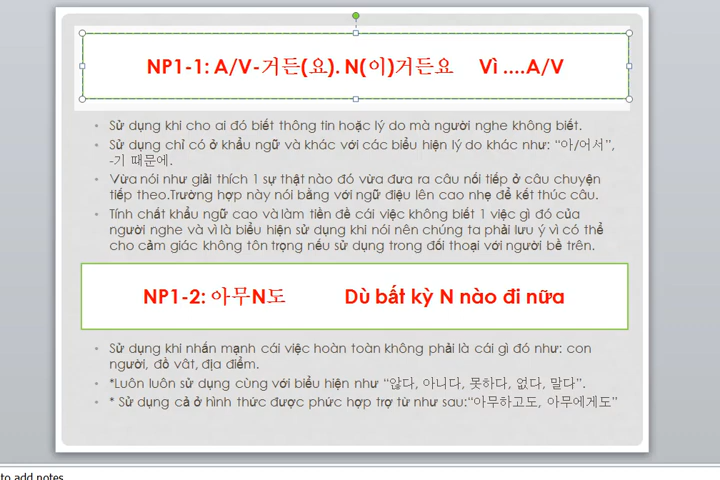 NP1-1: A/V-거든(요). N(이)거든요 Vì ....A/V
• Sử dụng khi cho ai đó biết thông tin hoặc lý do mà người nghe không biết.
• Sử dụng chỉ có ở khẩu ngữ và khác với các biểu hiện lý do khác như: “아/어서”,
-기 때문에.
• Vừa nói như giải thích 1 sự thật nào đó vừa đưa ra câu nối tiếp ở câu chuyện
tiếp theo.Trường hợp này nói bằng với ngữ điệu lên cao nhẹ để kết thúc câu.
• Tính chất khẩu ngữ cao và làm tiền đề cái việc không biết 1 việc gì đó của
người nghe và vì là biểu hiện sử dụng khi nói nên chúng ta phải lưu ý vì có thể
cho cảm giác không tôn trọng nếu sử dụng trong đối thoại với người bề trên.
NP1-2: 아무N도 Dù bất kỳ N nào đi nữa
• Sử dụng khi nhấn mạnh cái việc hoàn toàn không phải là cái gì đó như: con
người, đồ vât, địa điểm.
• *Luôn luôn sử dụng cùng với biểu hiện như “않다, 아니다, 못하다, 없다, 말다”.
• * Sử dụng cả ở hình thức được phức hợp trợ từ như sau:“아무하고도, 아무에게도”
to add notes